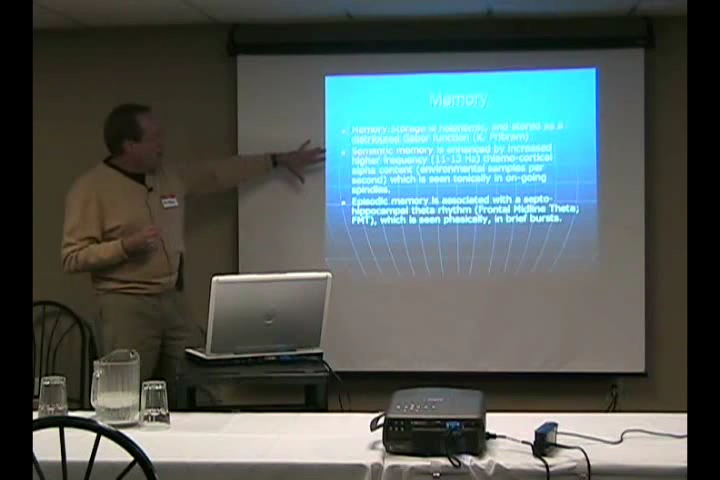 Memory
Memory storage is holonomic, and stored as a
distributed Gabor function (K. Pribram)
Semantic memory is enhanced by increased
higher frequency (11-13 Hz) thlamo-cortical
alpha content (environmental samples per
second) which is seen tonically in on-going
spindles.
Episodic memory is associated with a septo-
hippocampal theta rhythm (Frontal Midline Theta;
FMT), which is seen phasically, in brief bursts.